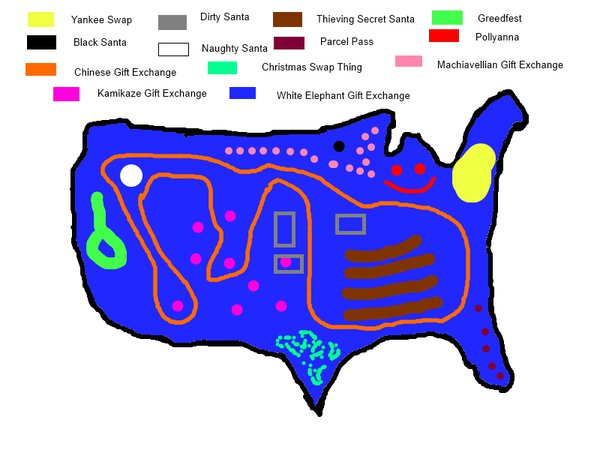 Yankee Swap
Dirty Santa
Thieving Secret Santa
Greedfest
Black Santa
Naughty Santa
Parcel Pass
Pollyanna
Chinese Gift Exchange
Christmas Swap Thing
Machiavellian Gift Exchange
Kamikaze Gift Exchange
White Elephant Gift Exchange